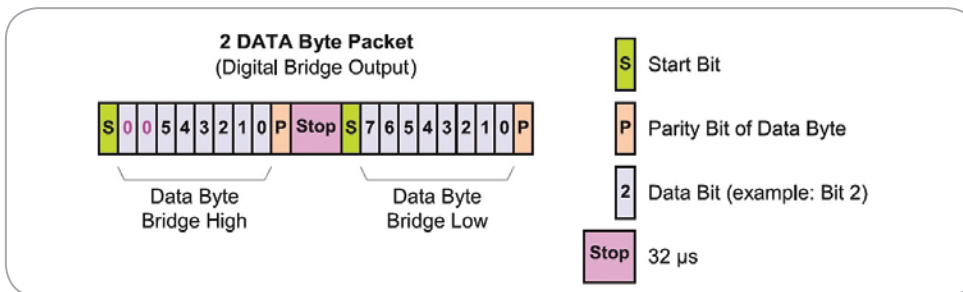 2 DATA Byte Packet
(Digital Bridge Output)
S 0 0 5 4 3 2 1 0 P Stop S 7 6 5 4 3 2 1 0 P
Data Byte
Bridge High
Data Byte
Bridge Low
S Start Bit
P Parity Bit of Data Byte
2 Data Bit (example: Bit 2)
Stop 32 µs